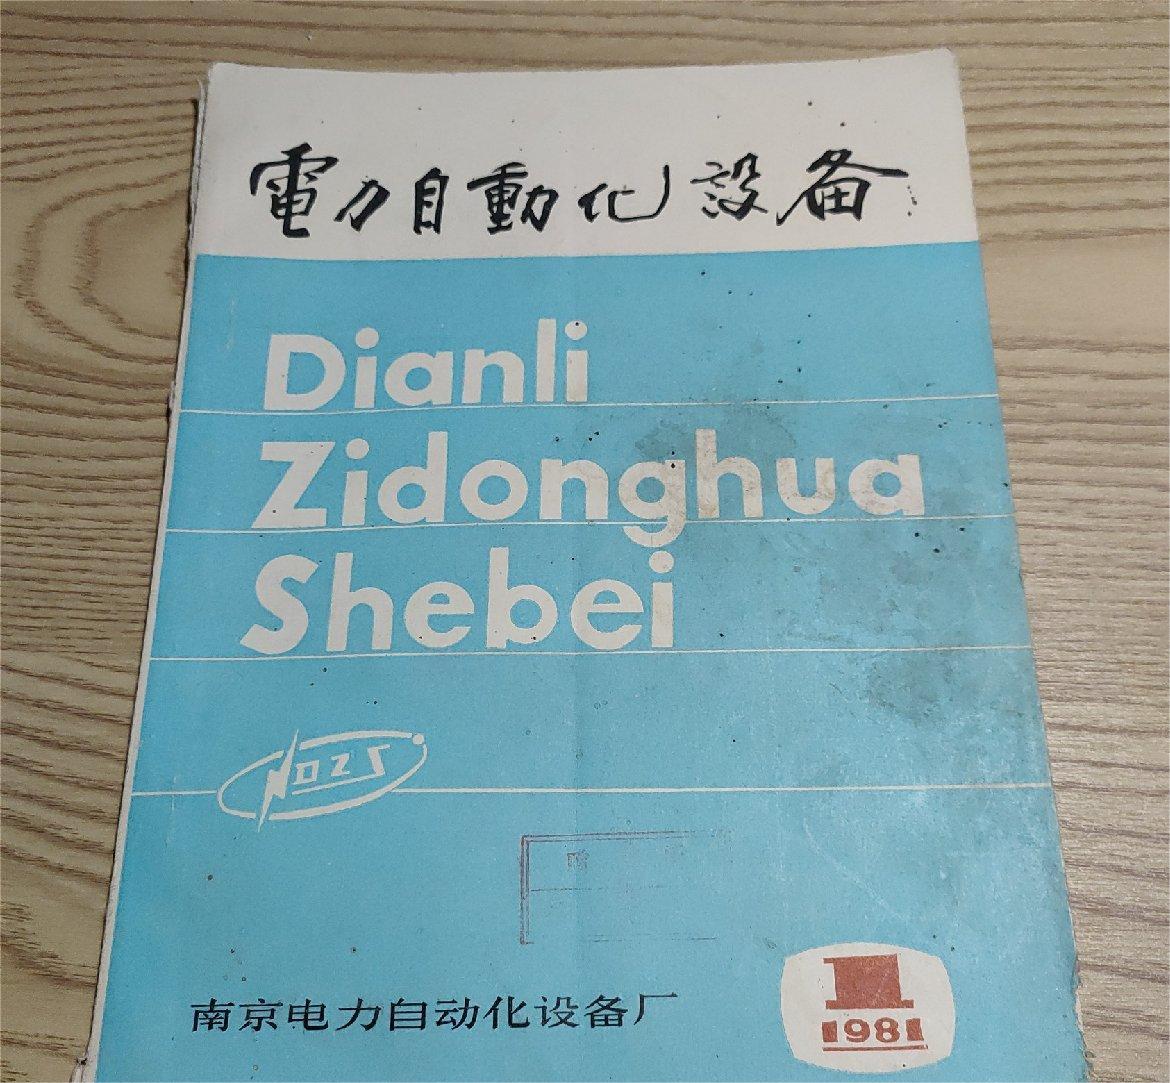 電力自動化設备
Dianli
Zidonghua
Shebei
NDZS
南京电力自动化设备厂
1
1981